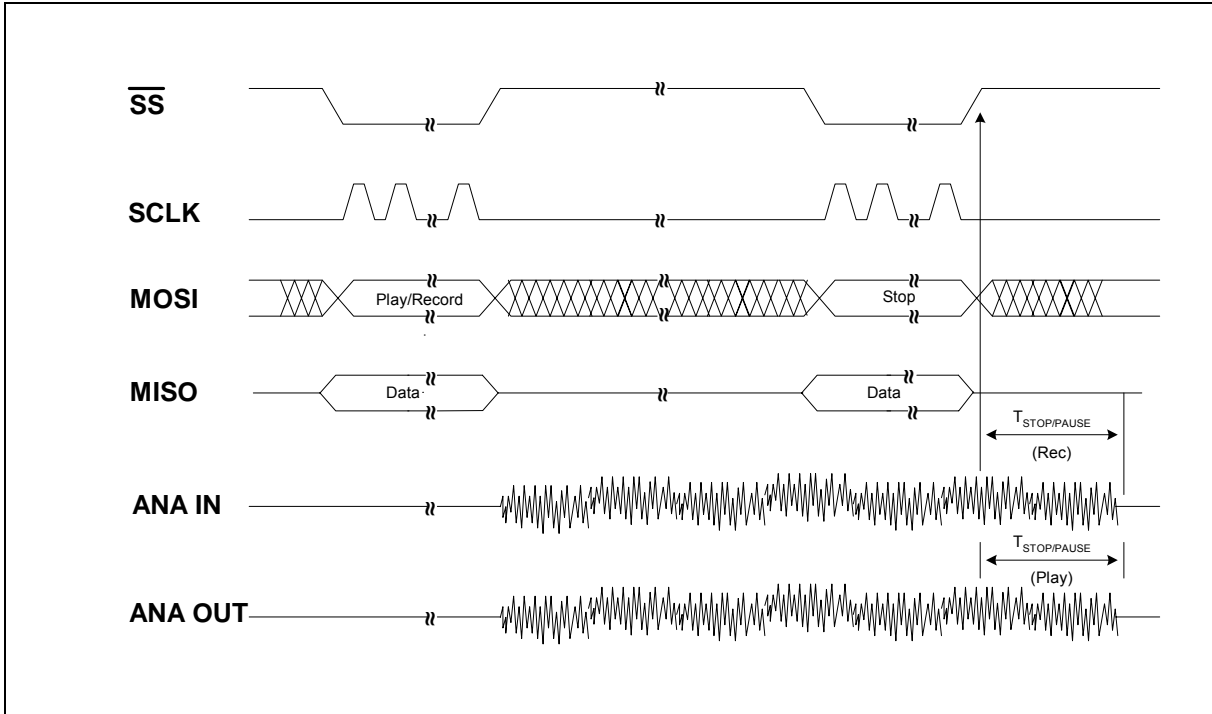 SS
SCLK
MOSI
Play/Record
Stop
MISO
Data
Data
TSTOP/PAUSE
(Rec)
ANA IN
TSTOP/PAUSE
(Play)
ANA OUT